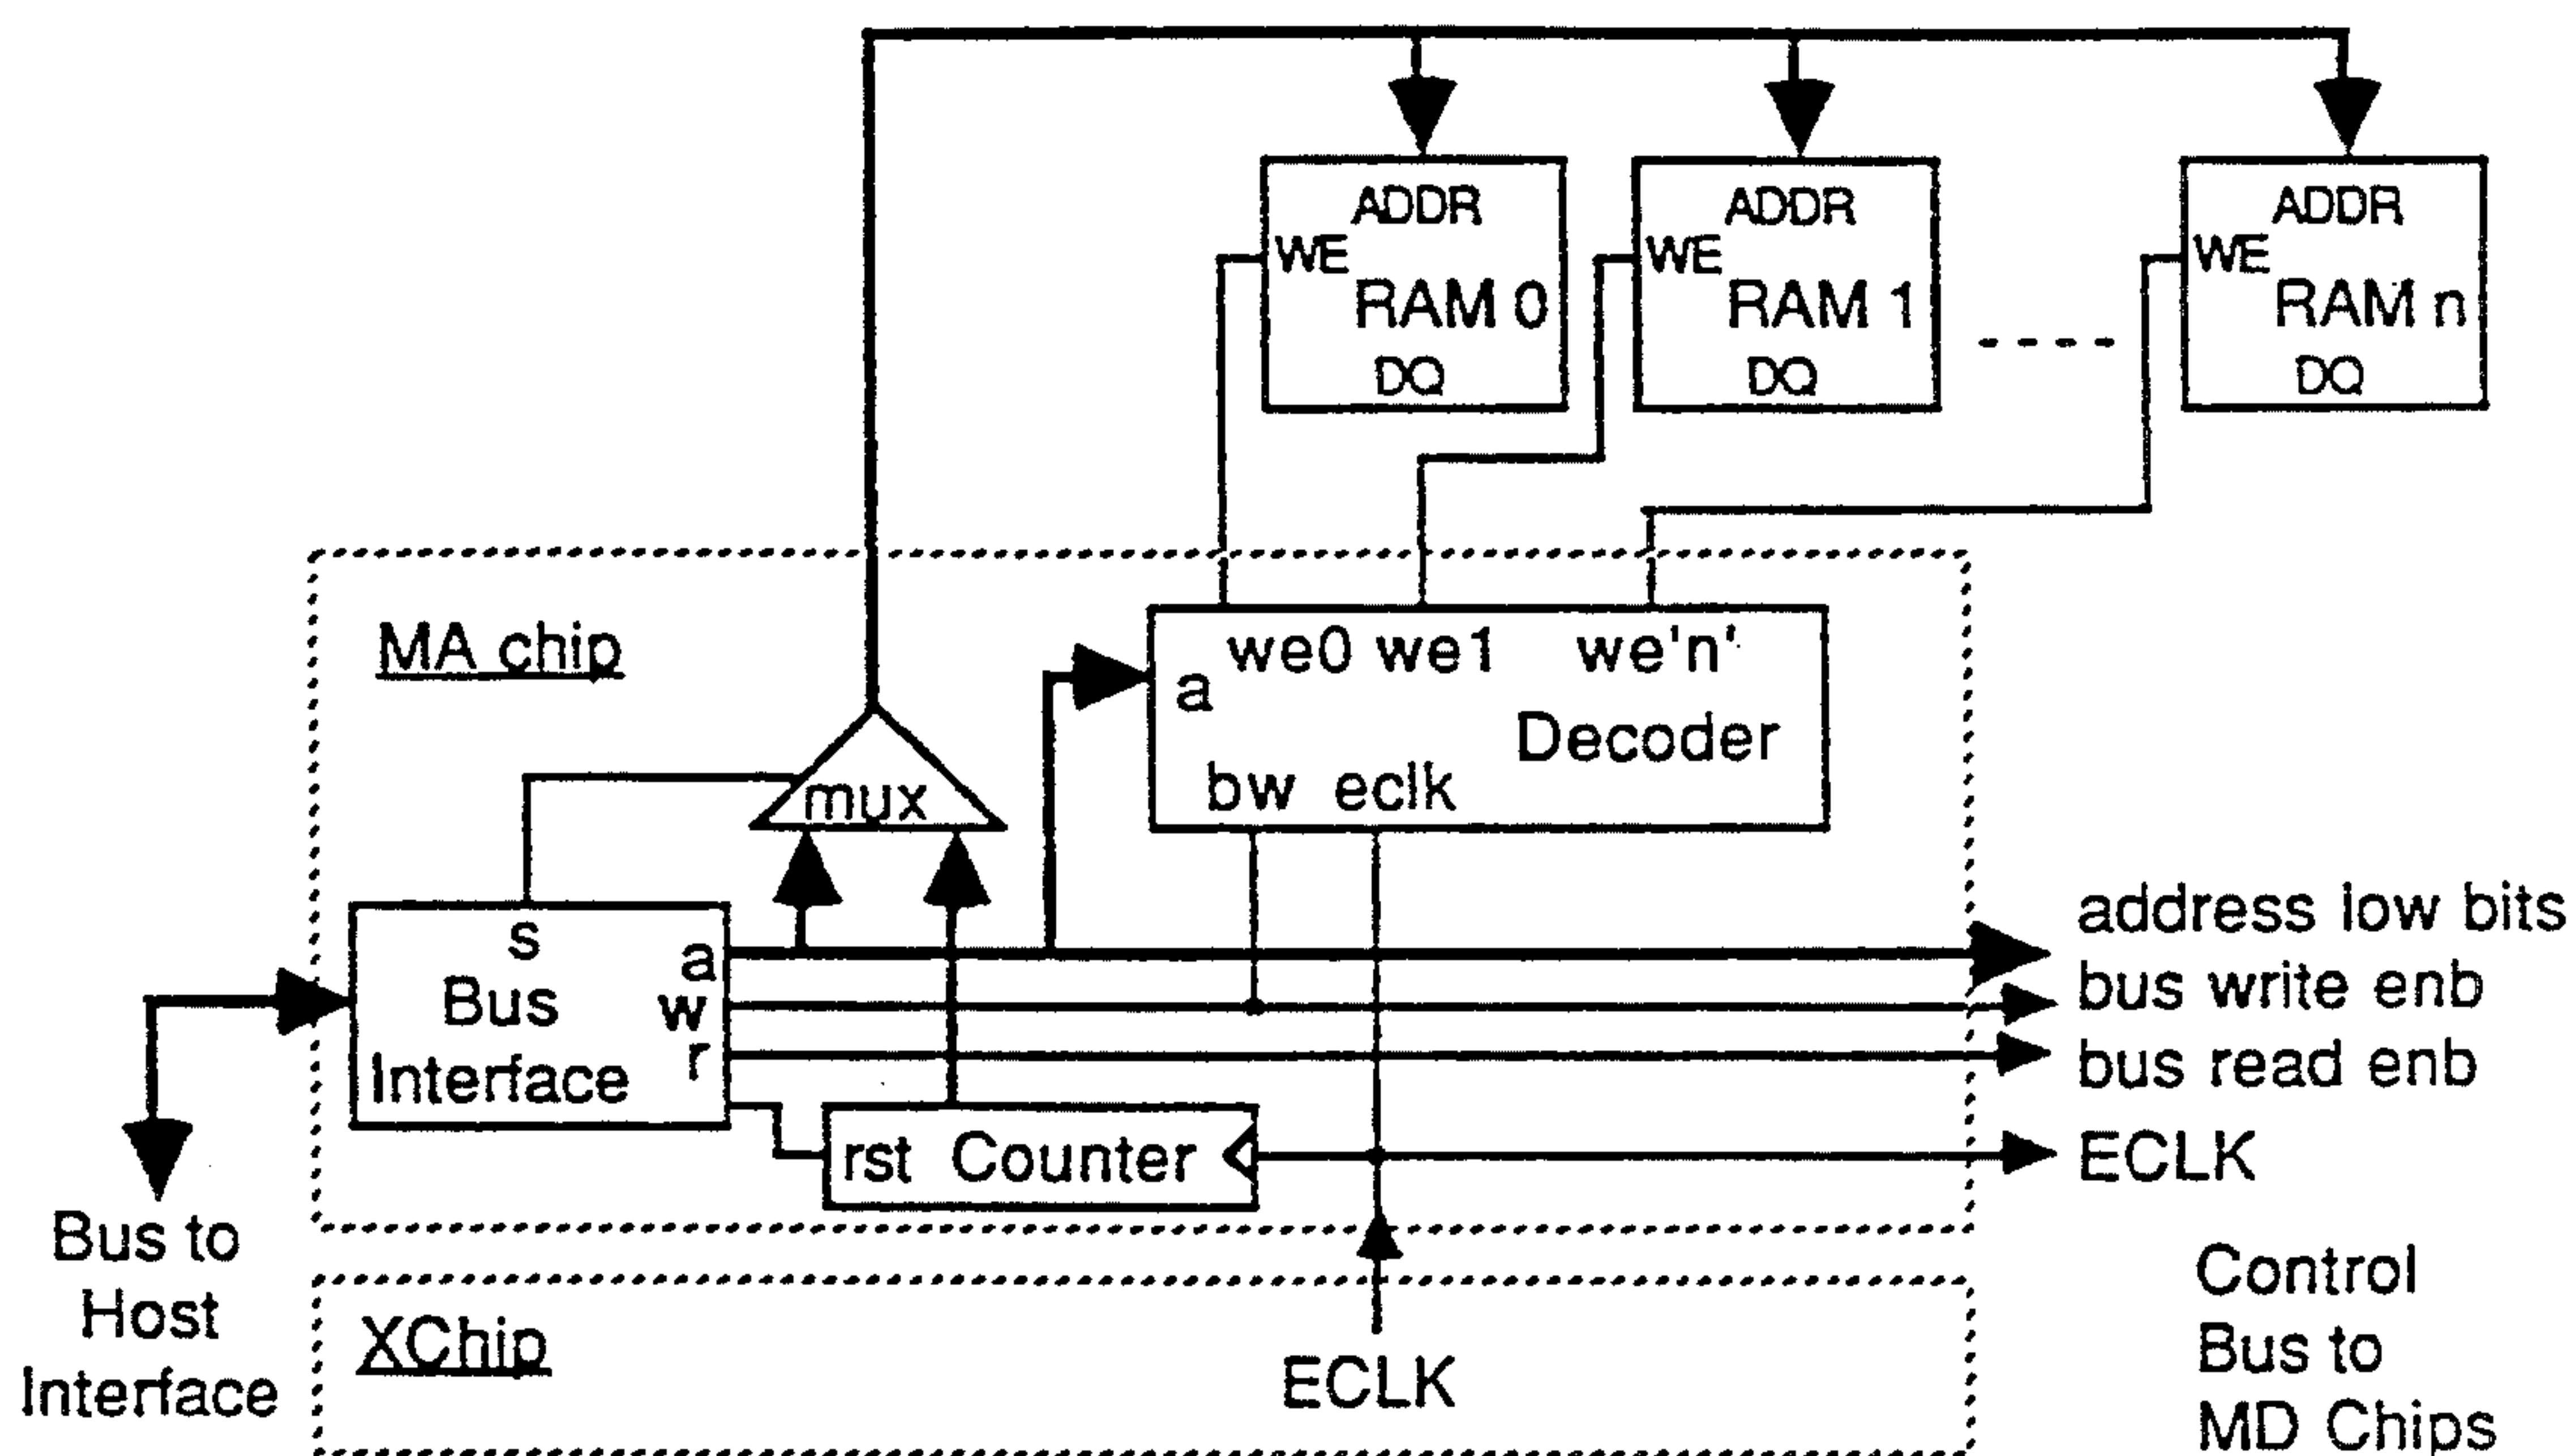 ADDR
WE
RAM 0
DQ
ADDR
WE
RAM 1
DQ
ADDR
WE
RAM n
DQ
MA chip
we0 we1 we'n'
a
Decoder
bw eclk
mux
s
a
Bus
w
Interface
r
rst Counter
address low bits
bus write enb
bus read enb
ECLK
Bus to
Host
Interface
XChip
ECLK
Control
Bus to
MD Chips